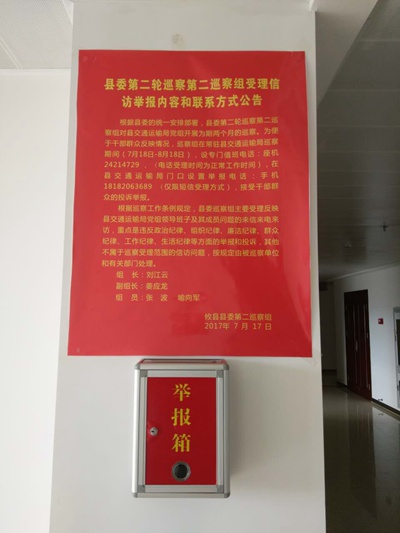 县委第二轮巡察第二巡察组受理信
访举报内容和联系方式公告
根据县委的统一安排部署，县委第二轮巡察第二巡
察组对县交通运输局党组开展为期两个月的巡察。为便
于干部群众反映情况，巡察组在常驻县交通运输局巡察
期间（7月18日-8月18日），设专门值班电话：座机
24214729，（电话受理时间为正常工作时间），在
县交通运输局门口设置举报电话：手机
18182063689 （仅限短信受理方式），接受干部群
众的投诉举报。
根据巡察工作条例规定，县委巡察组主要受理反映
县交通运输局党组领导班子及其成员问题的来信来电来
访，重点是违反政治纪律、组织纪律、廉洁纪律、群众
纪律、工作纪律、生活纪律等方面的举报和投诉，其他
不属于巡察受理范围的信访问题，按规定由被巡察单位
和有关部门处理。
组 长：刘江云
副组长：姜应龙
组 员：张 波 喻向军
攸县县委第二巡察组
2017年 7 月 17日
举报箱